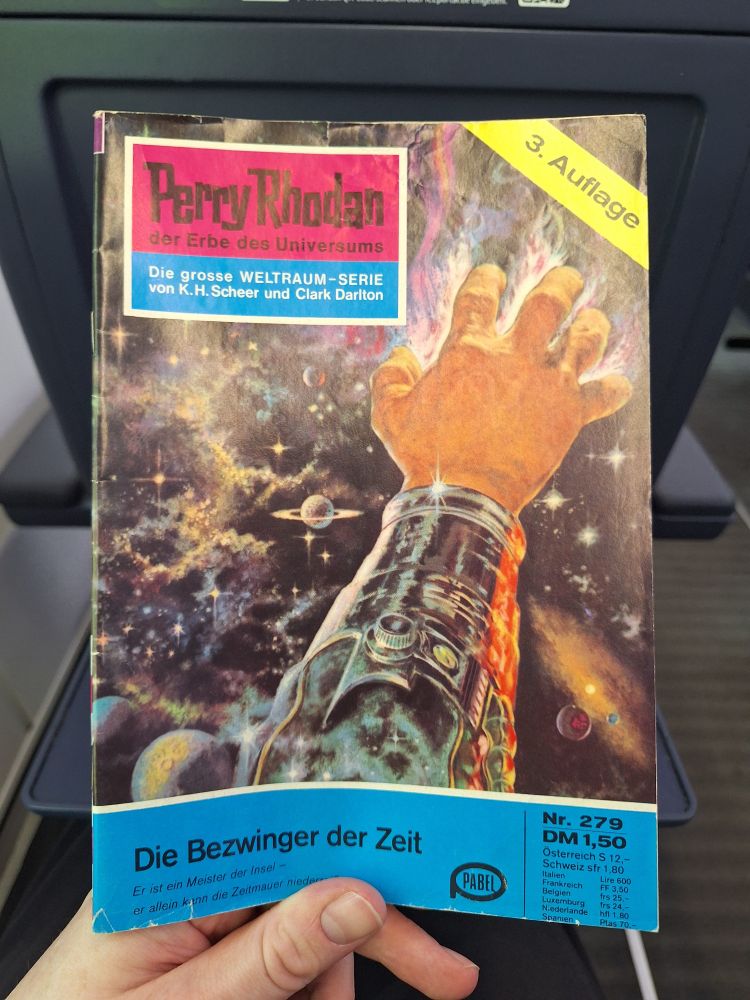 Perry Rhodan
der Erbe des Universums
Die grosse WELTRAUM-SERIE
von K.H. Scheer und Clark Darlton
3. Auflage
Die Bezwinger der Zeit
Er ist ein Meister der Insel –
er allein kann die Zeitmauer
PABEL
Nr. 279
DM 1,50
Österreich S 12,-
Schweiz sfr 1,80
Italien Lire 600
Frankreich FF 3,50
Belgien frs 25,-
Luxemburg frs 24,-
Niederlande hfl 1,80
Spanien Ptas 70,-